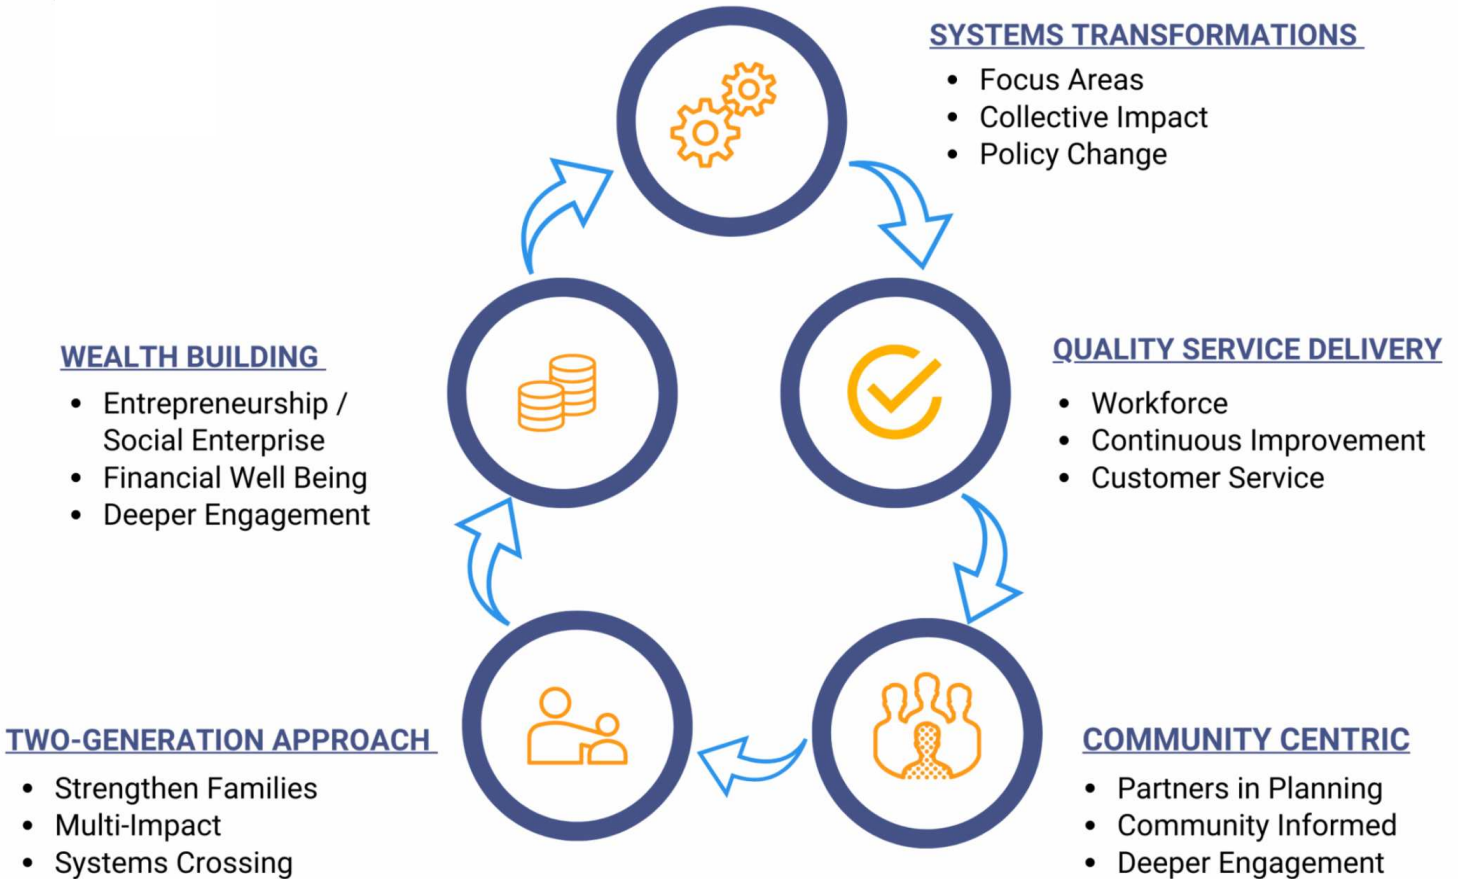 SYSTEMS TRANSFORMATIONS
• Focus Areas
• Collective Impact
• Policy Change
QUALITY SERVICE DELIVERY
• Workforce
• Continuous Improvement
• Customer Service
COMMUNITY CENTRIC
• Partners in Planning
• Community Informed
• Deeper Engagement
TWO-GENERATION APPROACH
• Strengthen Families
• Multi-Impact
• Systems Crossing
WEALTH BUILDING
• Entrepreneurship /
Social Enterprise
• Financial Well Being
• Deeper Engagement